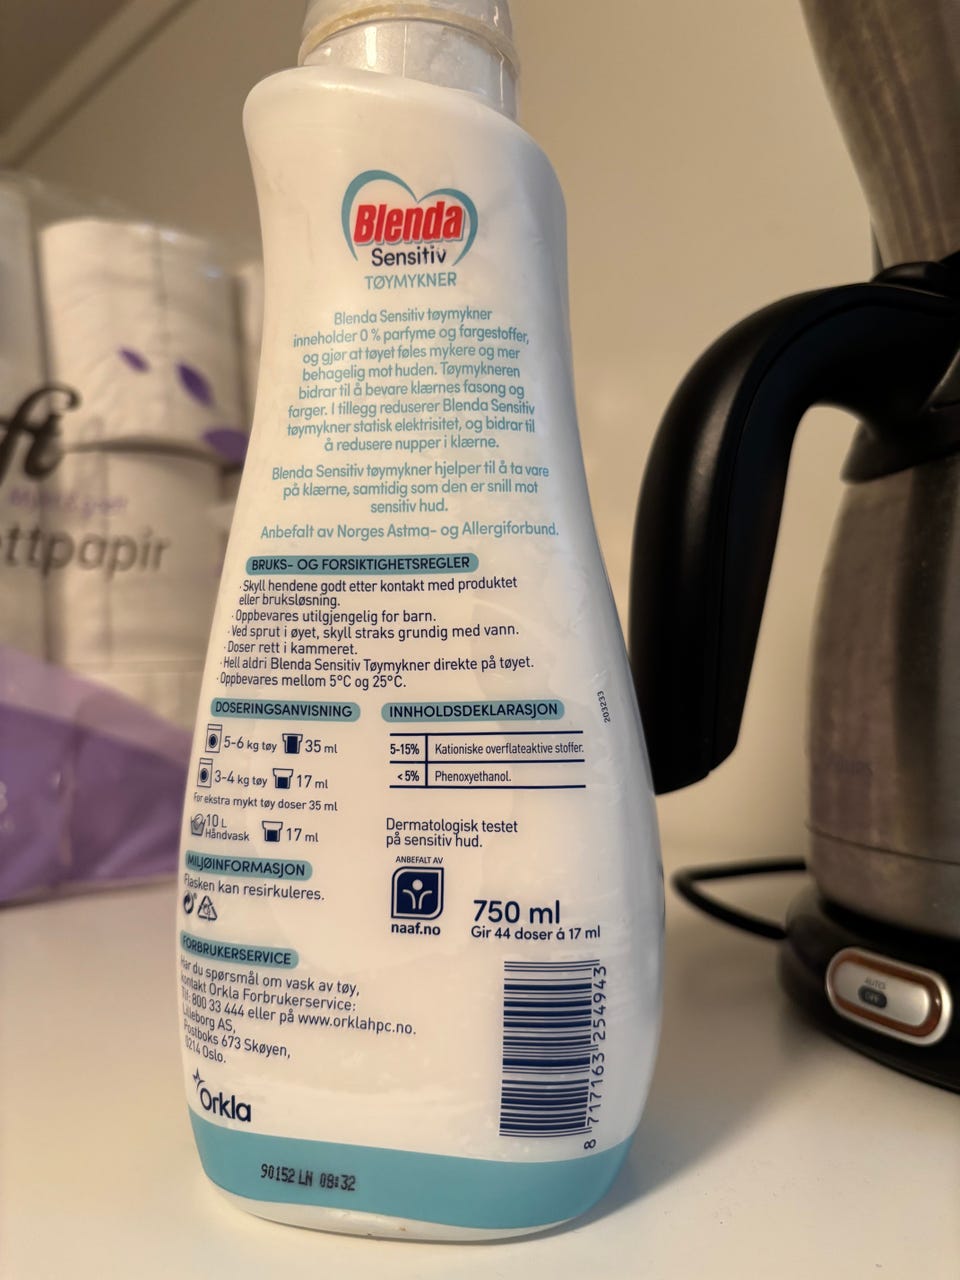 Blenda
Sensitiv
TØYMYKNER
Blenda Sensitiv tøymykner
inneholder 0 % parfyme og fargestoffer,
og gjør at tøyet føles mykere og mer
behagelig mot huden. Tøymykneren
bidrar til å bevare klærnes fasong og
farger. I tillegg reduserer Blenda Sensitiv
tøymykner statisk elektrisitet, og bidrar til
å redusere nupper i klærne.
Blenda Sensitiv tøymykner hjelper til å ta vare
på klærne, samtidig som den er snill mot
sensitiv hud.
Anbefalt av Norges Astma- og Allergiforbund.
BRUKS- OG FORSIKTIGHETSREGLER
· Skyll hendene godt etter kontakt med produktet
eller bruksløsning.
· Oppbevares utilgjengelig for barn.
· Ved sprut i øyet, skyll straks grundig med vann.
· Doser rett i kammeret.
· Hell aldri Blenda Sensitiv Tøymykner direkte på tøyet.
· Oppbevares mellom 5°C og 25°C.
DOSERINGSANVISNING
5-6 kg tøy 35 ml
3-4 kg tøy 17 ml
For ekstra mykt tøy doser 35 ml
10 L
Håndvask 17 ml
INNHOLDSDEKLARASJON
5-15% Kationiske overflateaktive stoffer.
<5% Phenoxyethanol.
203233
Dermatologisk testet
på sensitiv hud.
ANBEFALT AV
naaf.no
750 ml
Gir 44 doser á 17 ml
MILJØINFORMASJON
Flasken kan resirkuleres.
FORBRUKERSERVICE
Har du spørsmål om vask av tøy,
kontakt Orkla Forbrukerservice:
Tlf: 800 33 444 eller på www.orklahpc.no.
Lilleborg AS,
Postboks 673 Skøyen,
0214 Oslo.
Orkla
8 717163 254943
90152 LN 08:32
ft
ettpapir
AUTO
OFF